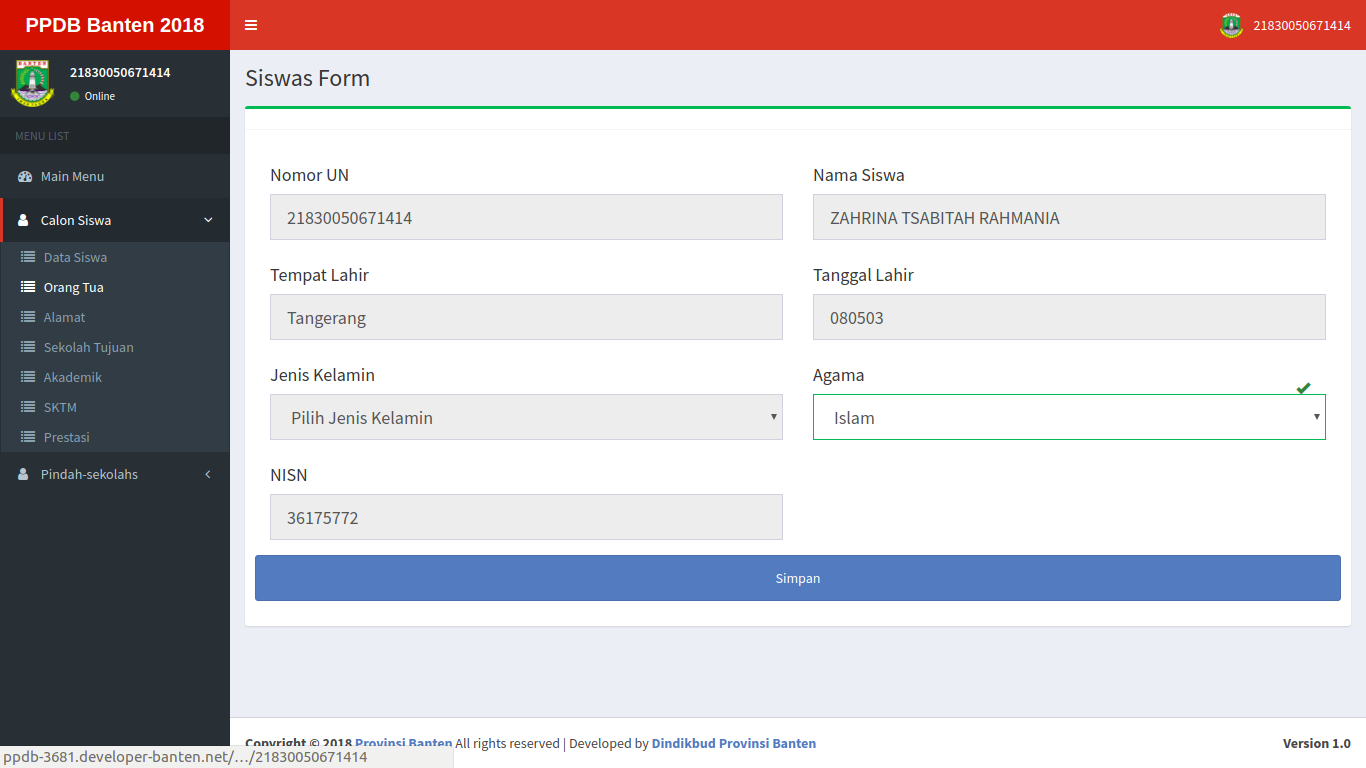 PPDB Banten 2018
21830050671414
21830050671414
Online
MENU LIST
Main Menu
Calon Siswa
Data Siswa
Orang Tua
Alamat
Sekolah Tujuan
Akademik
SKTM
Prestasi
Pindah-sekolahs
Siswas Form
Nomor UN
21830050671414
Nama Siswa
ZAHRINA TSABITAH RAHMANIA
Tempat Lahir
Tangerang
Tanggal Lahir
080503
Jenis Kelamin
Pilih Jenis Kelamin
Agama
Islam
NISN
36175772
Simpan
Copyright © 2018 Provinsi Banten All rights reserved | Developed by Dindikbud Provinsi Banten
Version 1.0
ppdb-3681.developer-banten.net/…/21830050671414